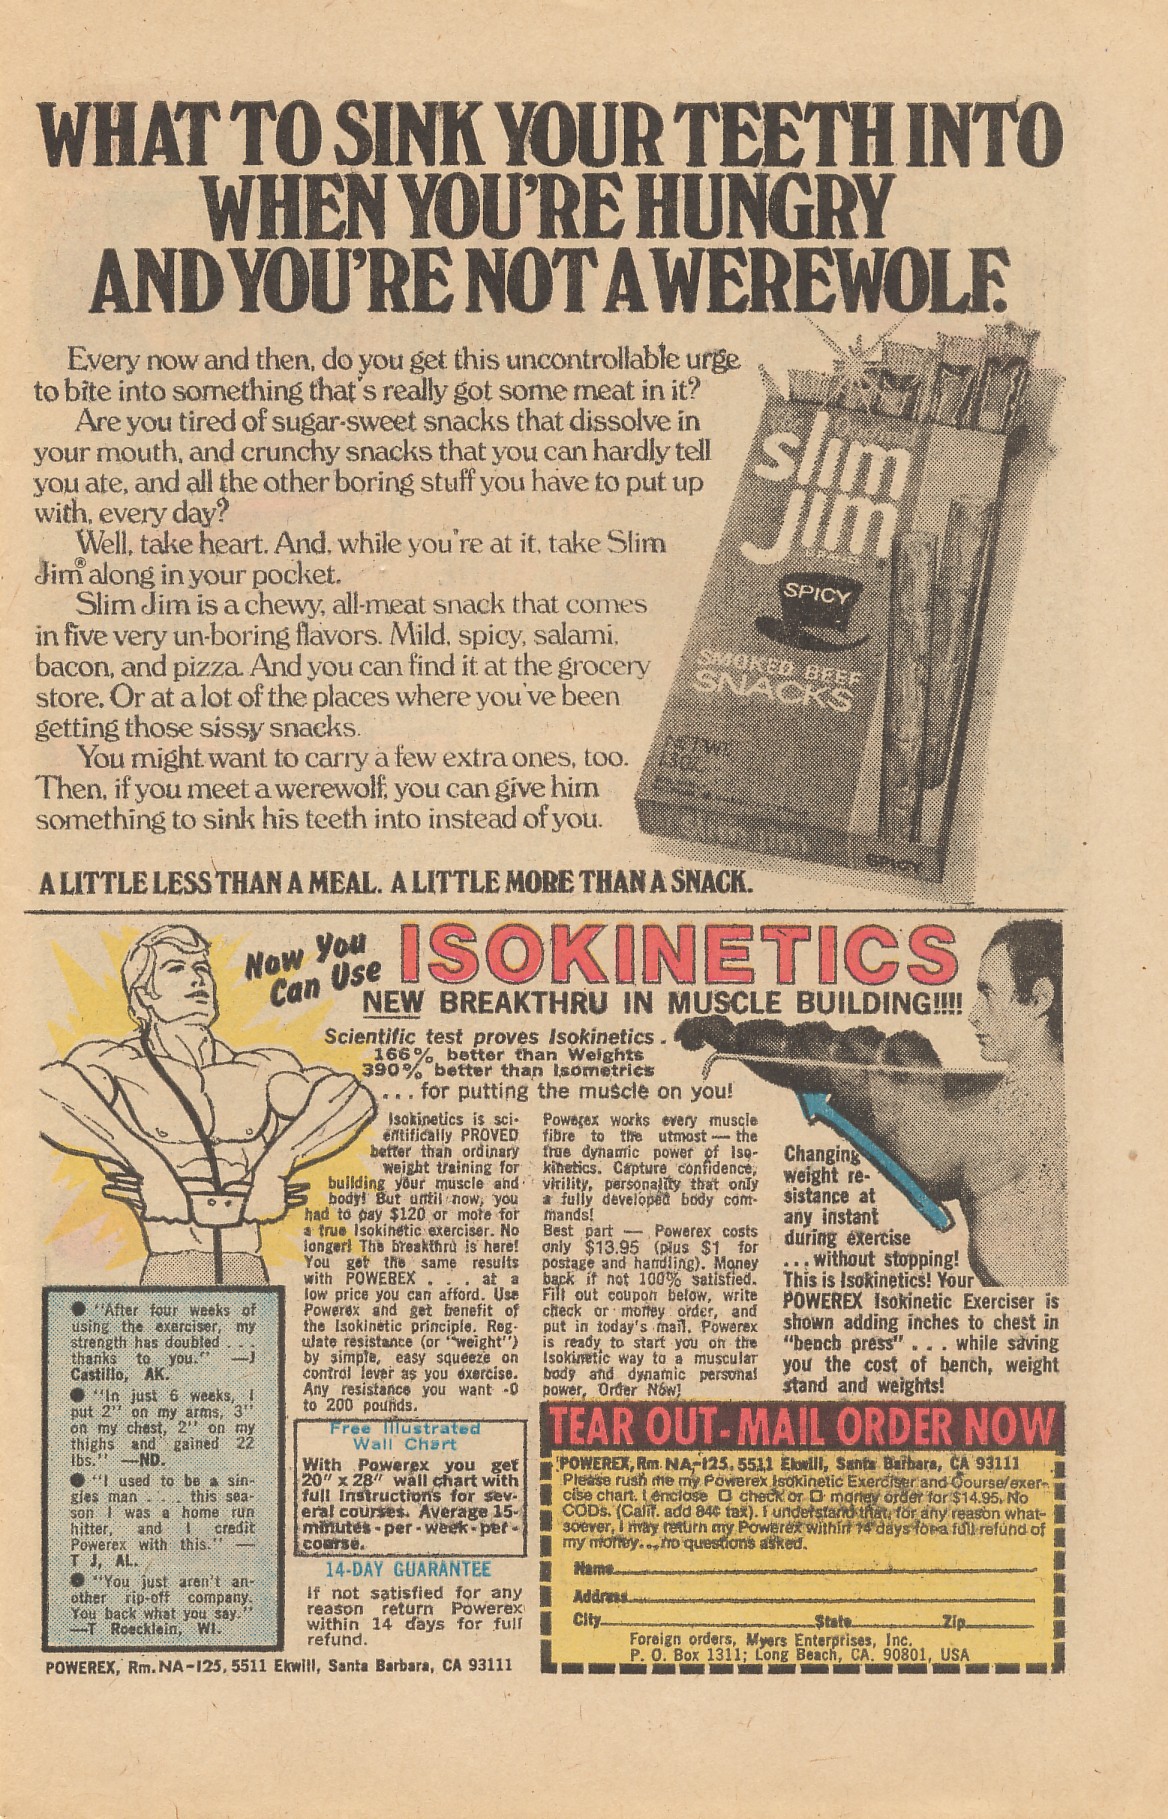 WHAT TO SINK YOUR TEETH INTO
WHEN YOU'RE HUNGRY
AND YOU'RE NOT A WEREWOLF.
Every now and then, do you get this uncontrollable urge
to bite into something that's really got some meat in it?
Are you tired of sugar-sweet snacks that dissolve in
your mouth, and crunchy snacks that you can hardly tell
you ate, and all the other boring stuff you have to put up
with, every day?
Well, take heart. And, while you're at it, take Slim
Jim® along in your pocket.
Slim Jim is a chewy, all-meat snack that comes
in five very un-boring flavors. Mild, spicy, salami,
bacon, and pizza. And you can find it at the grocery
store. Or at a lot of the places where you've been
getting those sissy snacks.
You might want to carry a few extra ones, too.
Then, if you meet a werewolf, you can give him
something to sink his teeth into instead of you.
slim
jim
SPICY
SMOKED BEEF
SNACKS
NET WT.
SPICY
A LITTLE LESS THAN A MEAL. A LITTLE MORE THAN A SNACK.
Now You
Can Use
ISOKINETICS
NEW BREAKTHRU IN MUSCLE BUILDING!!!!
Scientific test proves Isokinetics .
166% better than Weights
390% better than Isometrics
. . . for putting the muscle on you!
Isokinetics is sci-
entifically PROVED
better than ordinary
weight training for
building your muscle and
body! But until now, you
had to pay $120 or more for
a true Isokinetic exerciser. No
longer! The breakthru is here!
You get the same results
with POWEREX . . . at a
low price you can afford. Use
Powerex and get benefit of
the Isokinetic principle. Reg-
ulate resistance (or "weight")
by simple, easy squeeze on
control lever as you exercise.
Any resistance you want -0
to 200 pounds.
Powerex works every muscle
fibre to the utmost — the
true dynamic power of Iso-
kinetics. Capture confidence,
virility, personality that only
a fully developed body com-
mands!
Best part — Powerex costs
only $13.95 (plus $1 for
postage and handling). Money
back if not 100% satisfied.
Fill out coupon below, write
check or money order, and
put in today's mail. Powerex
is ready to start you on the
Isokinetic way to a muscular
body and dynamic personal
power, Order Now!
Changing
weight re-
sistance at
any instant
during exercise
. . . without stopping!
This is Isokinetics! Your
POWEREX Isokinetic Exerciser is
shown adding inches to chest in
"bench press" . . . while saving
you the cost of bench, weight
stand and weights!
● "After four weeks of
using the exerciser, my
strength has doubled . . .
thanks to you." —J
Castillo, AK.
● "In just 6 weeks, I
put 2" on my arms, 3"
on my chest, 2" on my
thighs and gained 22
lbs." —ND.
● "I used to be a sin-
gles man . . . this sea-
son I was a home run
hitter, and I credit
Powerex with this." —
T J, AL.
● "You just aren't an-
other rip-off company.
You back what you say."
—T Roecklein, WI.
Free Illustrated
Wall Chart
With Powerex you get
20" x 28" wall chart with
full Instructions for sev-
eral courses. Average 15-
minutes - per - week - per -
course.
14-DAY GUARANTEE
If not satisfied for any
reason return Powerex
within 14 days for full
refund.
POWEREX, Rm. NA-125, 5511 Ekwill, Santa Barbara, CA 93111
TEAR OUT-MAIL ORDER NOW
POWEREX, Rm. NA-125, 5511 Ekwill, Santa Barbara, CA 93111
Please rush me my Powerex Isokinetic Exerciser and Course/exer-
cise chart. I enclose □ check or □ money order for $14.95. No
CODs. (Calif. add 84¢ tax). I understand that, for any reason what-
soever, I may return my Powerex within 14 days for a full refund of
my money...no questions asked.
Name
Address
City State Zip
Foreign orders, Myers Enterprises, Inc.
P. O. Box 1311; Long Beach, CA. 90801, USA